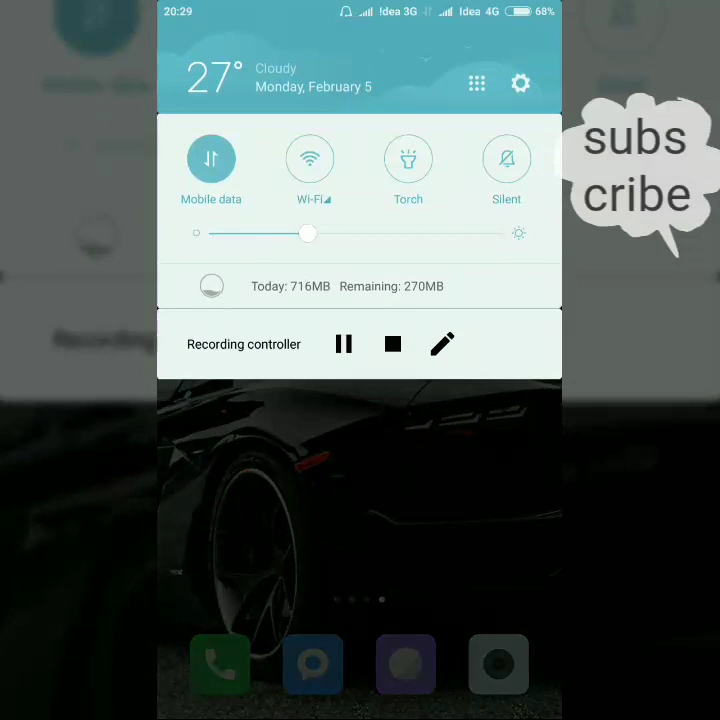 20:29 !dea 3G Idea 4G 68%
27° Cloudy
Monday, February 5
Mobile data Wi-Fi Torch Silent
Today: 716MB Remaining: 270MB
Recording controller
subs
cribe